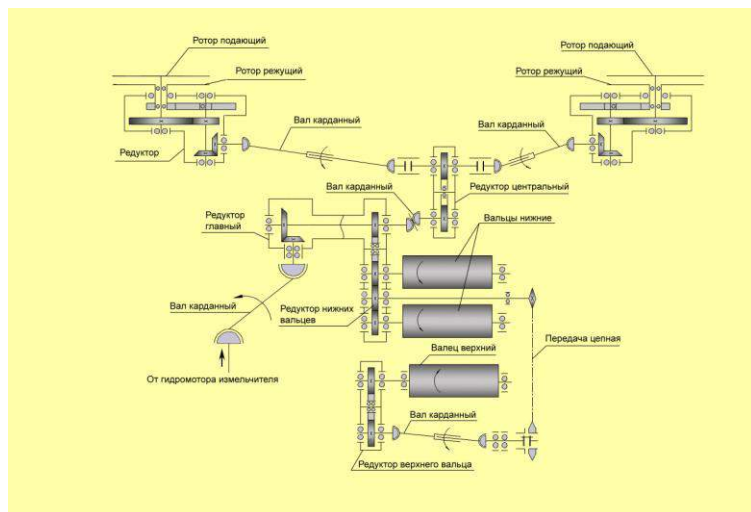 Ротор подающий
Ротор подающий
Ротор режущий
Ротор режущий
Вал карданный
Вал карданный
Редуктор
Вал карданный
Редуктор центральный
Редуктор
главный
Вальцы нижние
Вал карданный
Редуктор нижних
вальцев
Передача цепная
Валец верхний
От гидромотора измельчителя
Вал карданный
Редуктор верхнего вальца